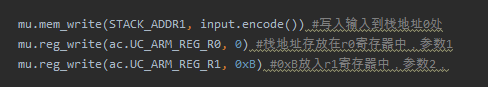 mu.mem_write(STACK_ADDR1, input.encode()) #写入输入到栈地址0处
mu.reg_write(ac.UC_ARM_REG_R0, 0) #栈地址存放在r0寄存器中，参数1
mu.reg_write(ac.UC_ARM_REG_R1, 0xB) #0xB放入r1寄存器中，参数2，